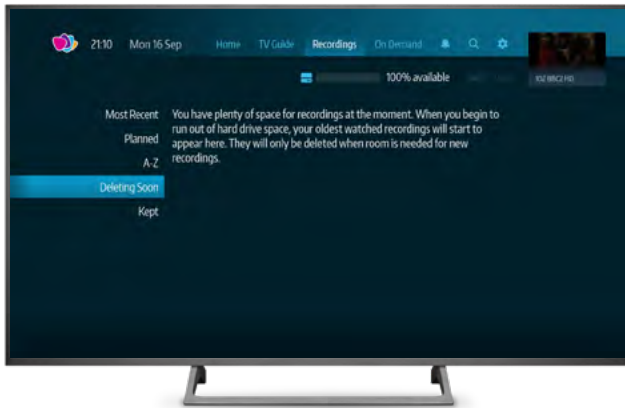 21:10 Mon 16 Sep Home TV Guide Recordings On Demand
100% available
102 BBC2 HD
Most Recent
Planned
A-Z
Deleting Soon
Kept
You have plenty of space for recordings at the moment. When you begin to
run out of hard drive space, your oldest watched recordings will start to
appear here. They will only be deleted when room is needed for new
recordings.